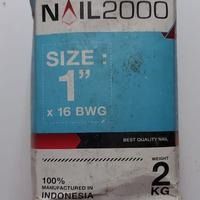 NAIL2000
SIZE :
1"
x 16 BWG
BEST QUALITY NAIL
100%
MANUFACTURED IN
INDONESIA
WEIGHT
2
KG